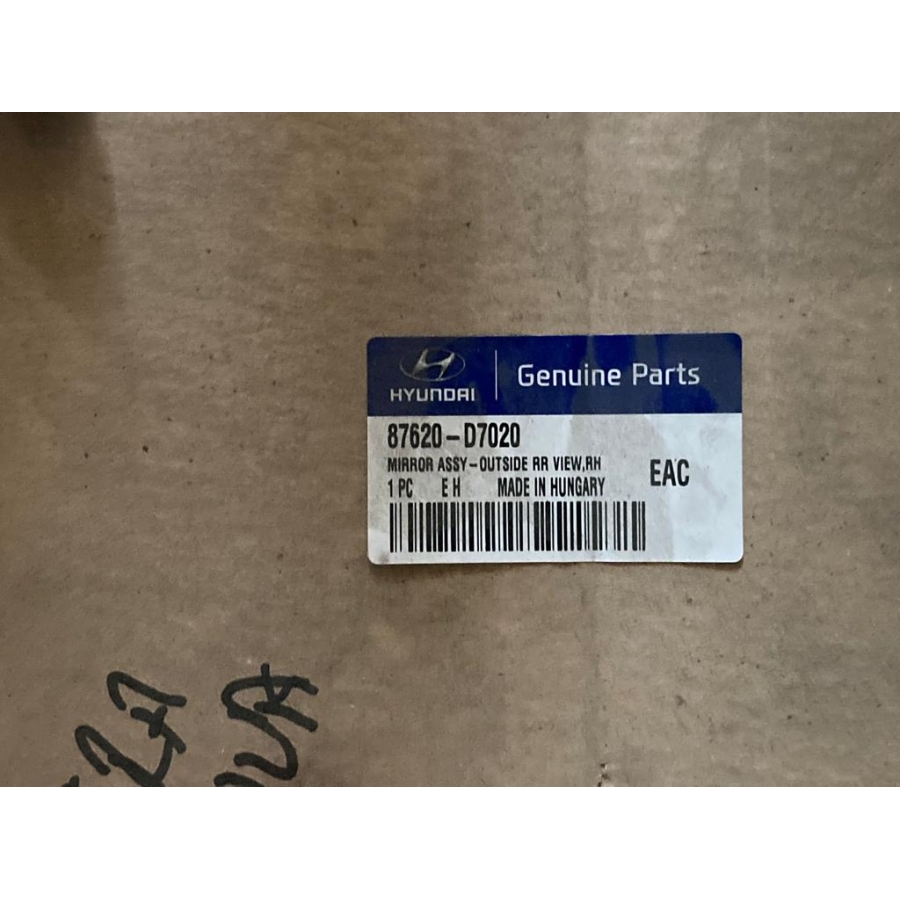 HYUNDAI
Genuine Parts
87620-D7020
MIRROR ASSY-OUTSIDE RR VIEW,RH
1 PC E H MADE IN HUNGARY
EAC